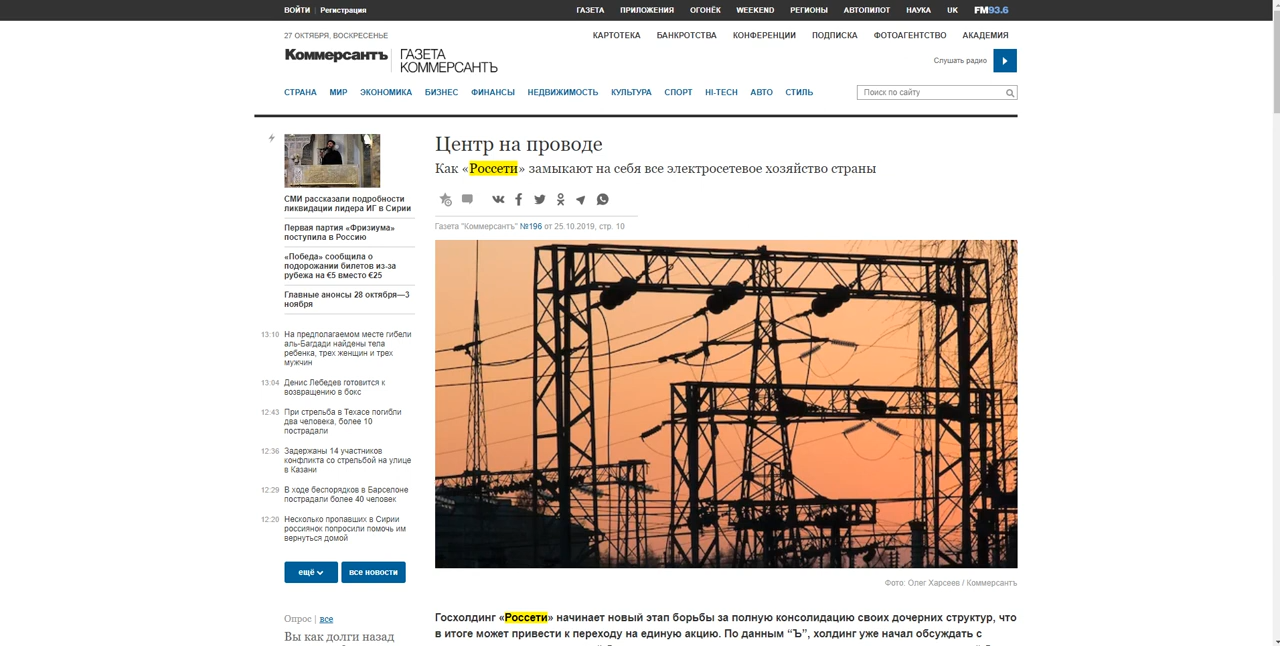 ВОЙТИ | Регистрация
ГАЗЕТА ПРИЛОЖЕНИЯ ОГОНЁК WEEKEND РЕГИОНЫ АВТОПИЛОТ НАУКА UK FM93.6
27 ОКТЯБРЯ, ВОСКРЕСЕНЬЕ
КАРТОТЕКА БАНКРОТСТВА КОНФЕРЕНЦИИ ПОДПИСКА ФОТОАГЕНТСТВО АКАДЕМИЯ
Коммерсантъ
ГАЗЕТА
КОММЕРСАНТЪ
Слушать радио
СТРАНА МИР ЭКОНОМИКА БИЗНЕС ФИНАНСЫ НЕДВИЖИМОСТЬ КУЛЬТУРА СПОРТ HI-TECH АВТО СТИЛЬ
Поиск по сайту
СМИ рассказали подробности
ликвидации лидера ИГ в Сирии
Первая партия «Фризиума»
поступила в Россию
«Победа» сообщила о
подорожании билетов из-за
рубежа на €5 вместо €25
Главные анонсы 28 октября—3
ноября
13:10 На предполагаемом месте гибели
аль-Багдади найдены тела
ребенка, трех женщин и трех
мужчин
13:04 Денис Лебедев готовится к
возвращению в бокс
12:43 При стрельба в Техасе погибли
два человека, более 10
пострадали
12:36 Задержаны 14 участников
конфликта со стрельбой на улице
в Казани
12:29 В ходе беспорядков в Барселоне
пострадали более 40 человек
12:20 Несколько пропавших в Сирии
россиянок попросили помочь им
вернуться домой
ещё все новости
Опрос | все
Вы как долги назад
Центр на проводе
Как «Россети» замыкают на себя все электросетевое хозяйство страны
Газета "Коммерсантъ" №196 от 25.10.2019, стр. 10
Фото: Олег Харсеев / Коммерсантъ
Госхолдинг «Россети» начинает новый этап борьбы за полную консолидацию своих дочерних структур, что
в итоге может привести к переходу на единую акцию. По данным “Ъ”, холдинг уже начал обсуждать с